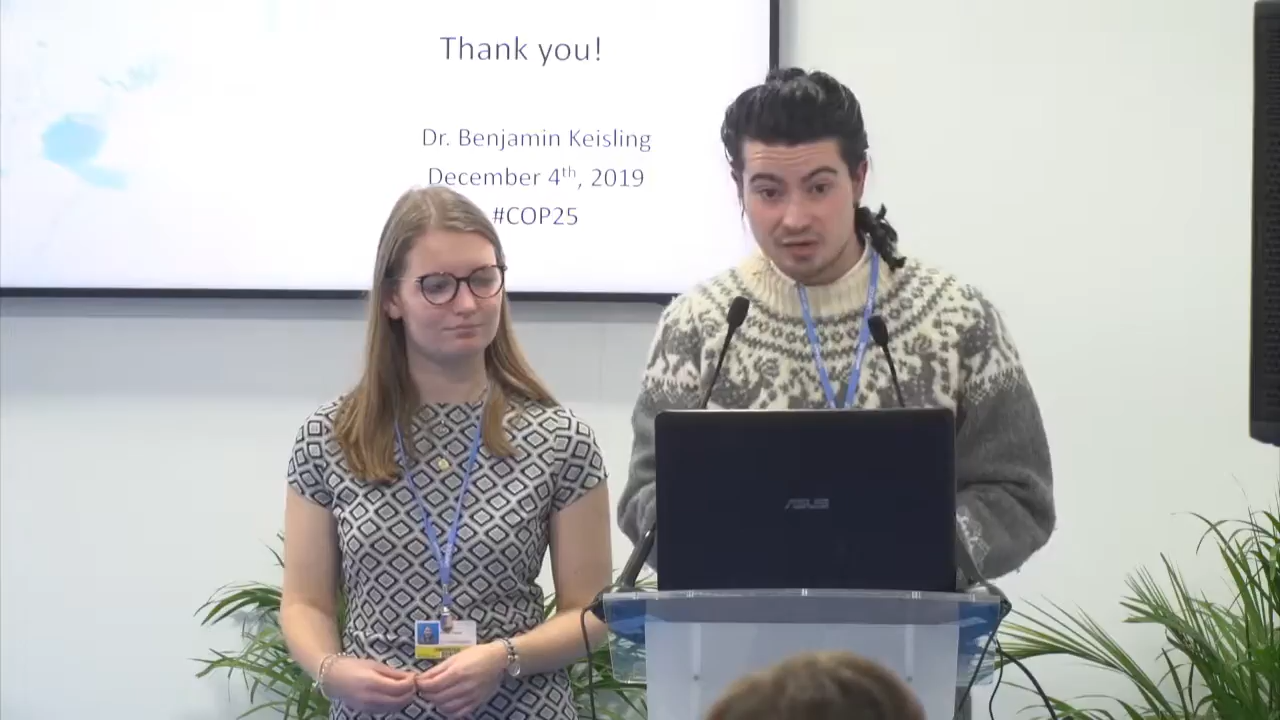 Thank you!
Dr. Benjamin Keisling
December 4th, 2019
#COP25
ASUS